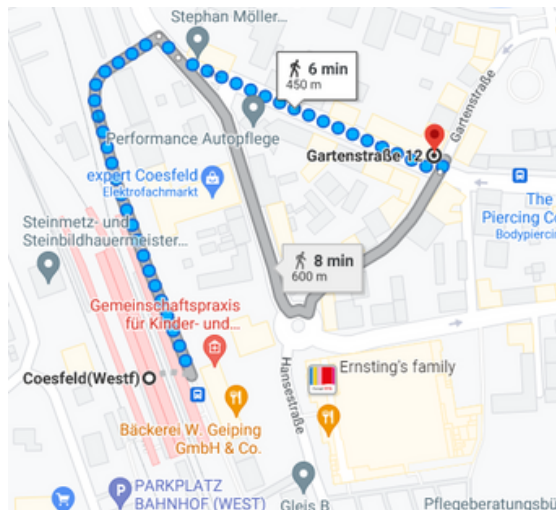 Stephan Möller...
6 min
450 m
Gartenstraße
Performance Autopflege
Gartenstraße 12
expert Coesfeld
Elektrofachmarkt
The
Piercing Co
Bodypiercin
Steinmetz- und
Steinbildhauermeister...
8 min
600 m
Gemeinschaftspraxis
für Kinder- und...
Coesfeld(Westf)
Hansestraße
Ernsting's family
Bäckerei W. Geiping
GmbH & Co.
PARKPLATZ
BAHNHOF (WEST)
Gleis B
Pflegeberatungsbü